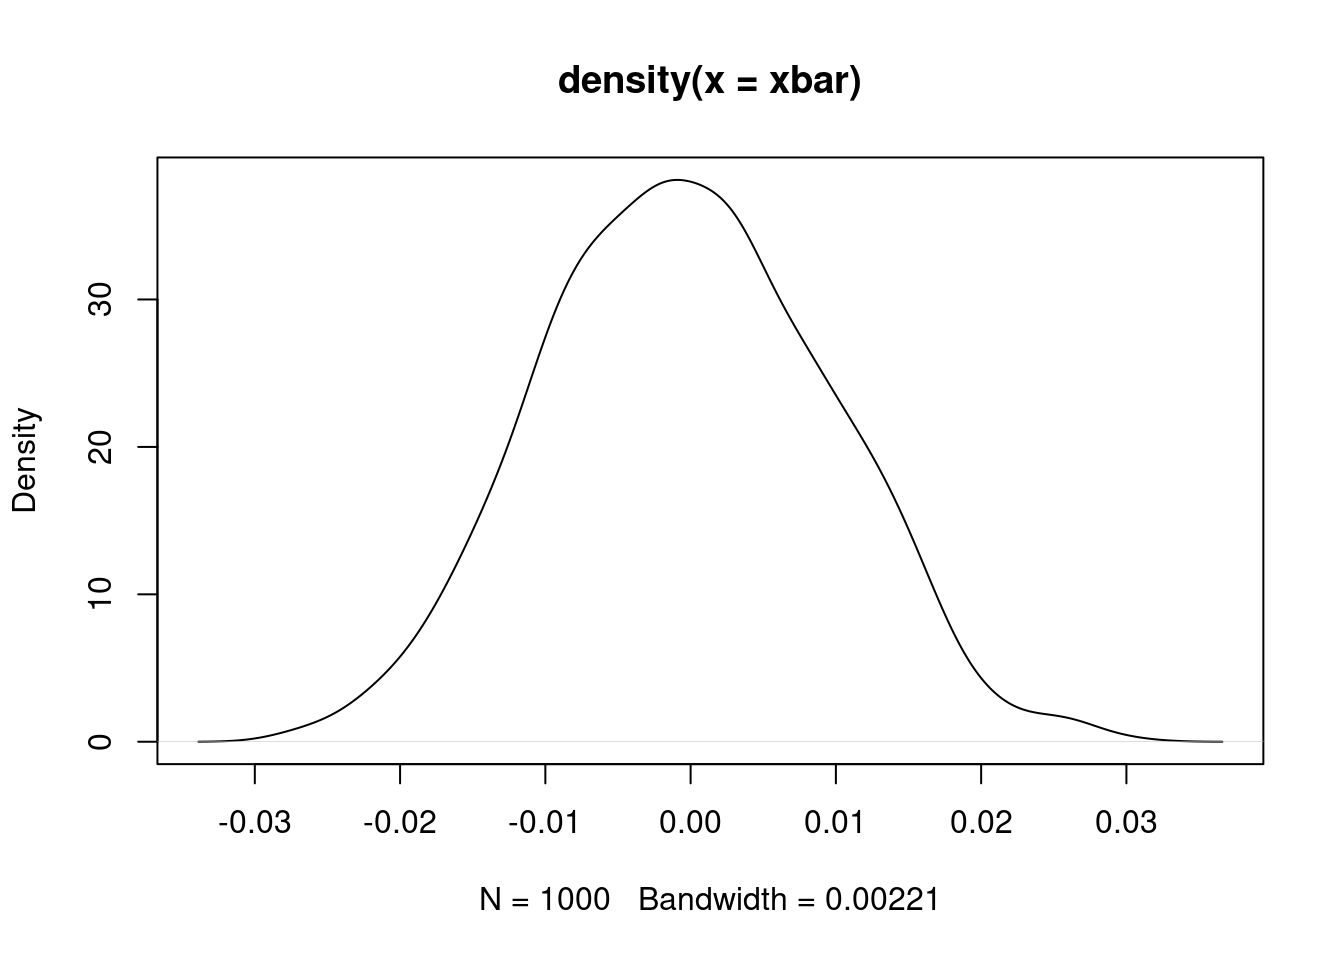 density(x = xbar)
Density
30
20
10
0
-0.03 -0.02 -0.01 0.00 0.01 0.02 0.03
N = 1000 Bandwidth = 0.00221